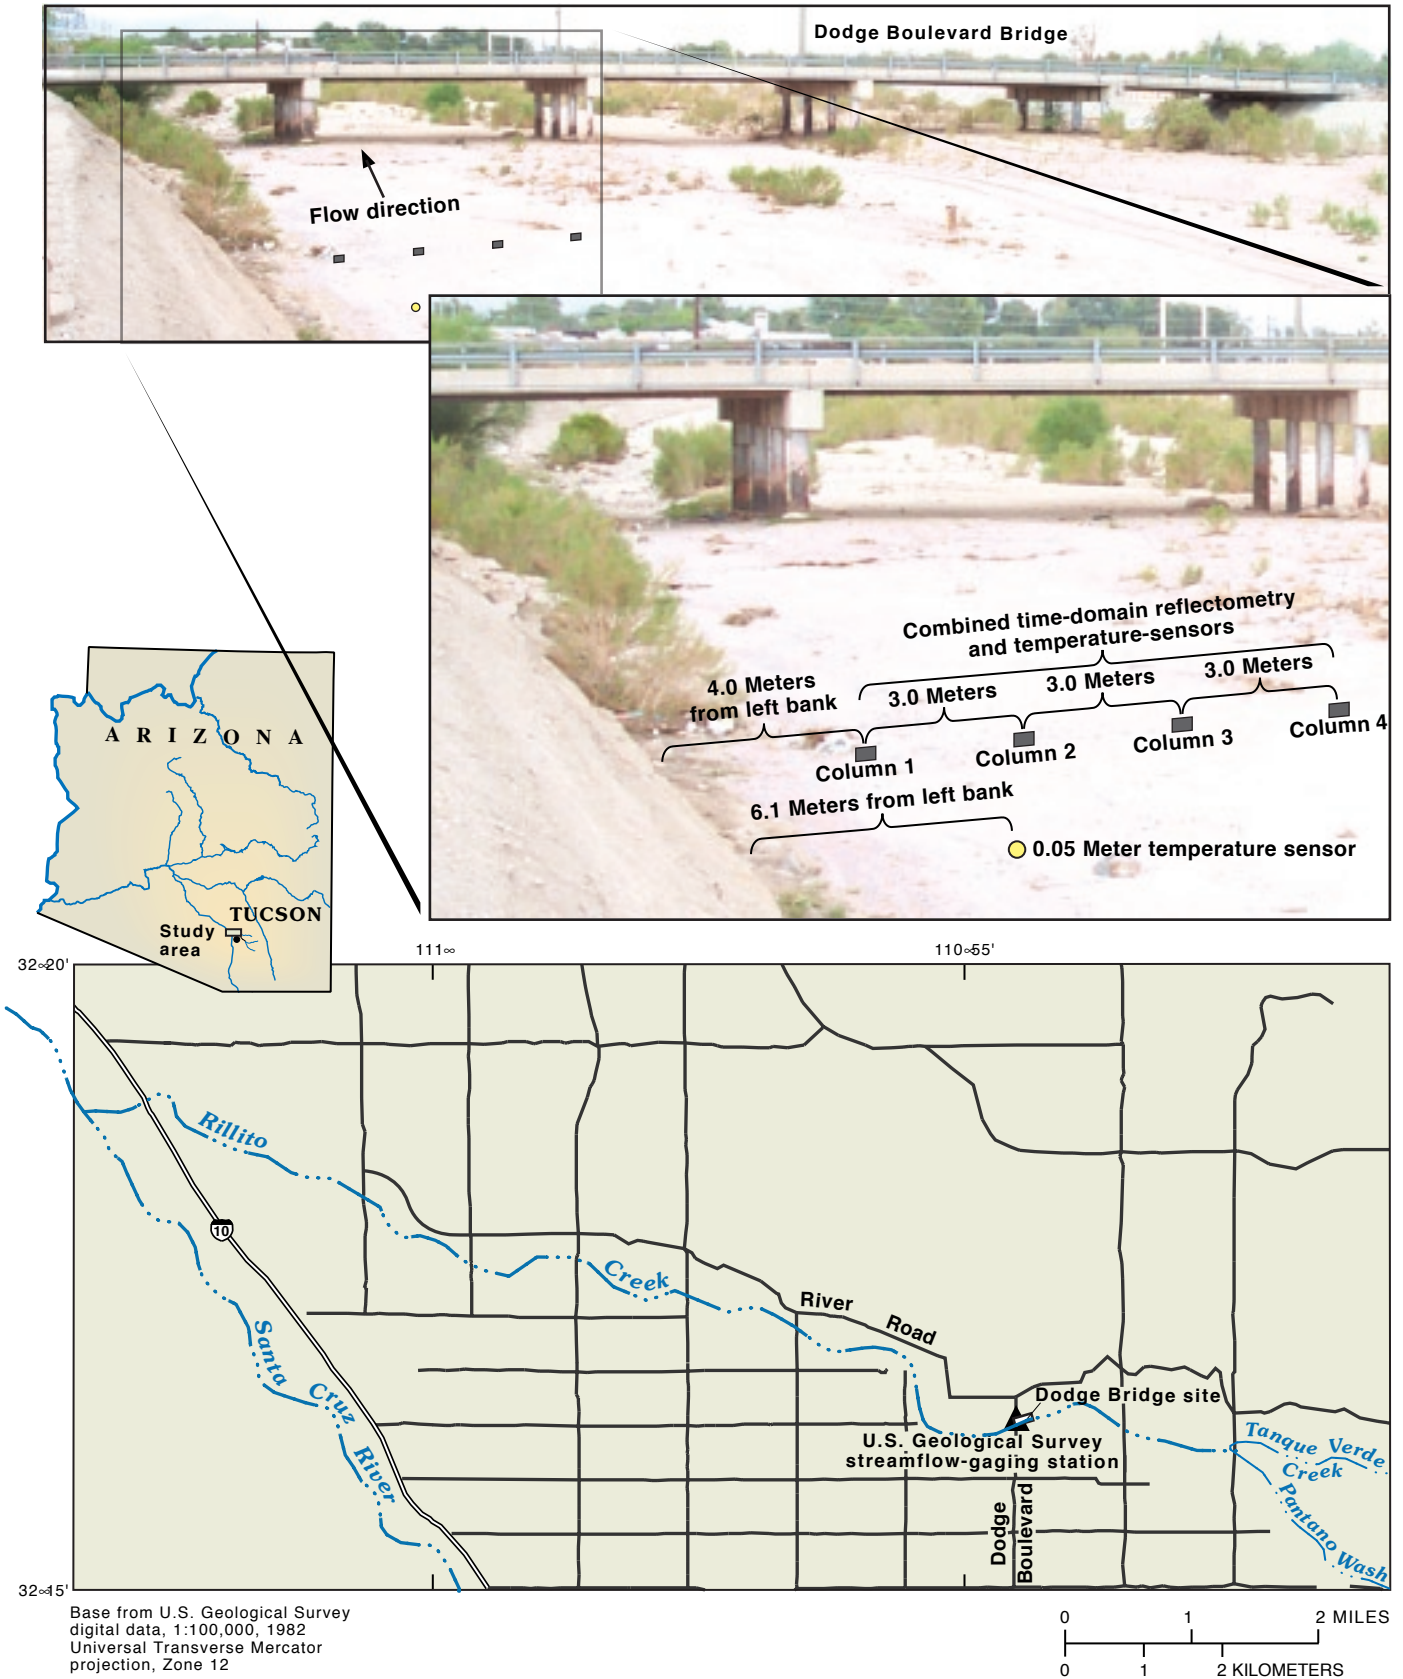 Dodge Boulevard Bridge
Flow direction
Combined time-domain reflectometry
and temperature-sensors
4.0 Meters
from left bank
3.0 Meters
3.0 Meters
3.0 Meters
Column 1
Column 2
Column 3
Column 4
6.1 Meters from left bank
0.05 Meter temperature sensor
ARIZONA
TUCSON
Study
area
111∞
110∞55'
32∞20'
32∞15'
Rillito
Creek
10
Santa
Cruz
River
River
Road
Dodge Bridge site
U.S. Geological Survey
streamflow-gaging station
Dodge
Boulevard
Tanque Verde
Creek
Pantano Wash
Base from U.S. Geological Survey
digital data, 1:100,000, 1982
Universal Transverse Mercator
projection, Zone 12
0 1 2 MILES
0 1 2 KILOMETERS